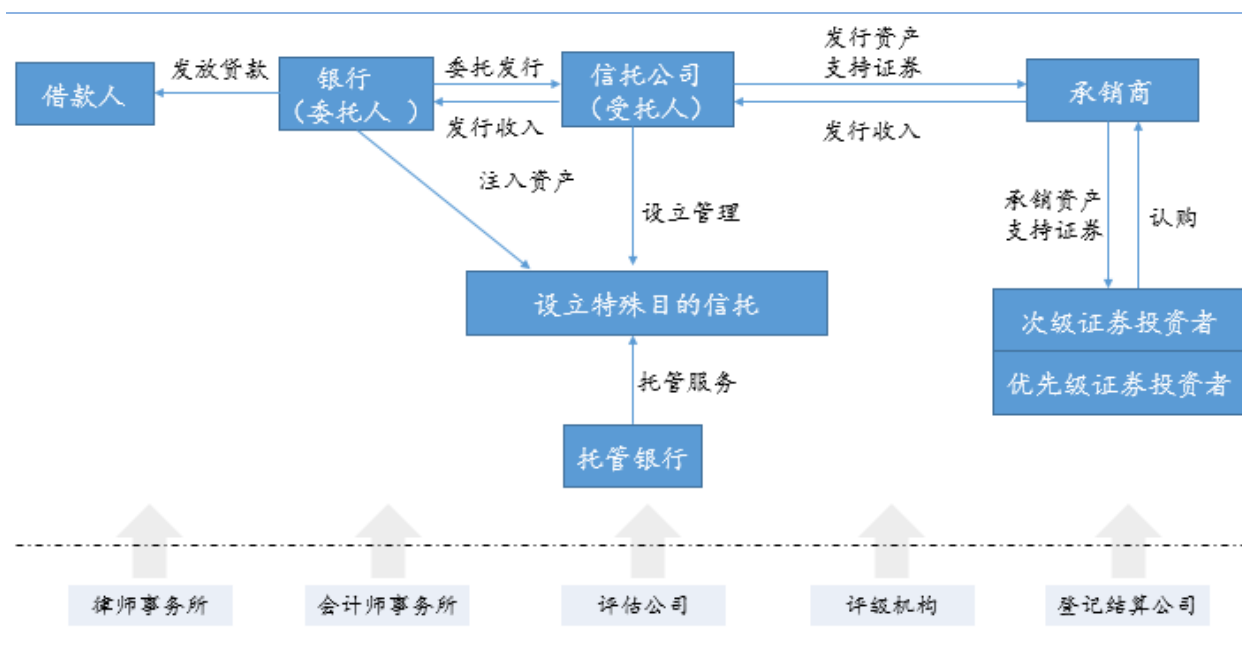 发行资产
支持证券
发放贷款
委托发行
借款人
银行
（委托人 ）
信托公司
（受托人）
承销商
发行收入
发行收入
注入资产
设立管理
承销资产
支持证券
认购
设立特殊目的信托
次级证券投资者
优先级证券投资者
托管服务
托管银行
律师事务所
会计师事务所
评估公司
评级机构
登记结算公司